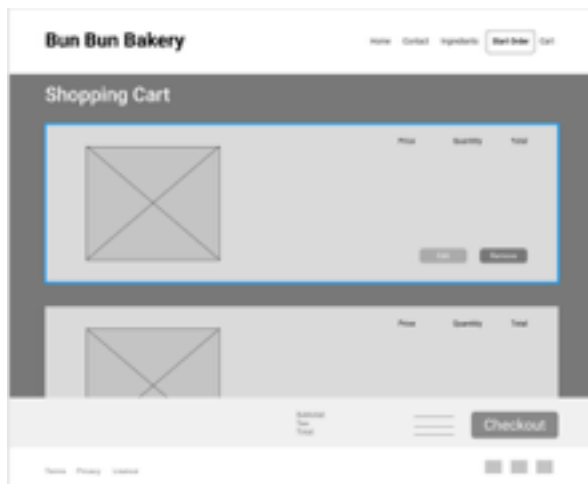 Bun Bun Bakery
Home Contact Ingredients Start Order Cart
Shopping Cart
Price Quantity Total
Edit Remove
Price Quantity Total
Subtotal
Tax
Total
Checkout
Terms Privacy